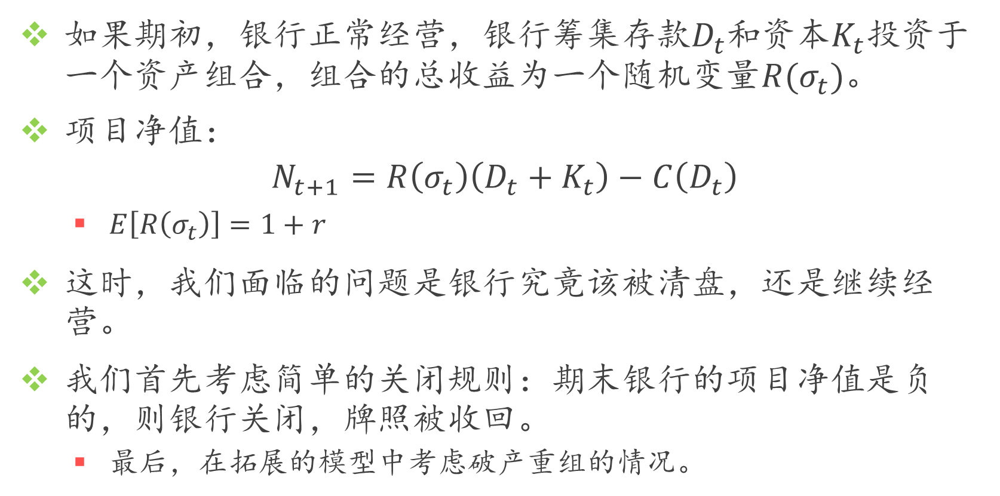 如果期初，银行正常经营，银行筹集存款$D_t$和资本$K_t$投资于
一个资产组合，组合的总收益为一个随机变量$R(\sigma_t)$。
项目净值：
$N_{t+1} = R(\sigma_t)(D_t + K_t) - C(D_t)$
$E[R(\sigma_t)] = 1 + r$
这时，我们面临的问题是银行究竟该被清盘，还是继续经
营。
我们首先考虑简单的关闭规则：期末银行的项目净值是负
的，则银行关闭，牌照被收回。
最后，在拓展的模型中考虑破产重组的情况。